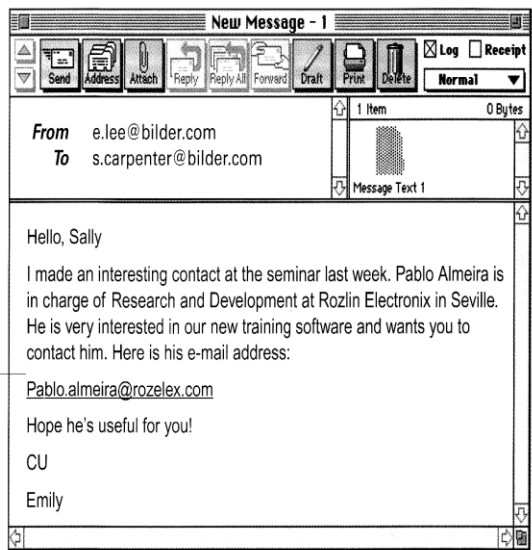 New Message - 1
Send Address Attach Reply Reply All Forward Draft Print Delete
Log Receipt
Normal
From e.lee@bilder.com
To s.carpenter@bilder.com
1 Item 0 Bytes
Message Text 1
Hello, Sally
I made an interesting contact at the seminar last week. Pablo Almeira is
in charge of Research and Development at Rozlin Electronix in Seville.
He is very interested in our new training software and wants you to
contact him. Here is his e-mail address:
Pablo.almeira@rozelex.com
Hope he's useful for you!
CU
Emily